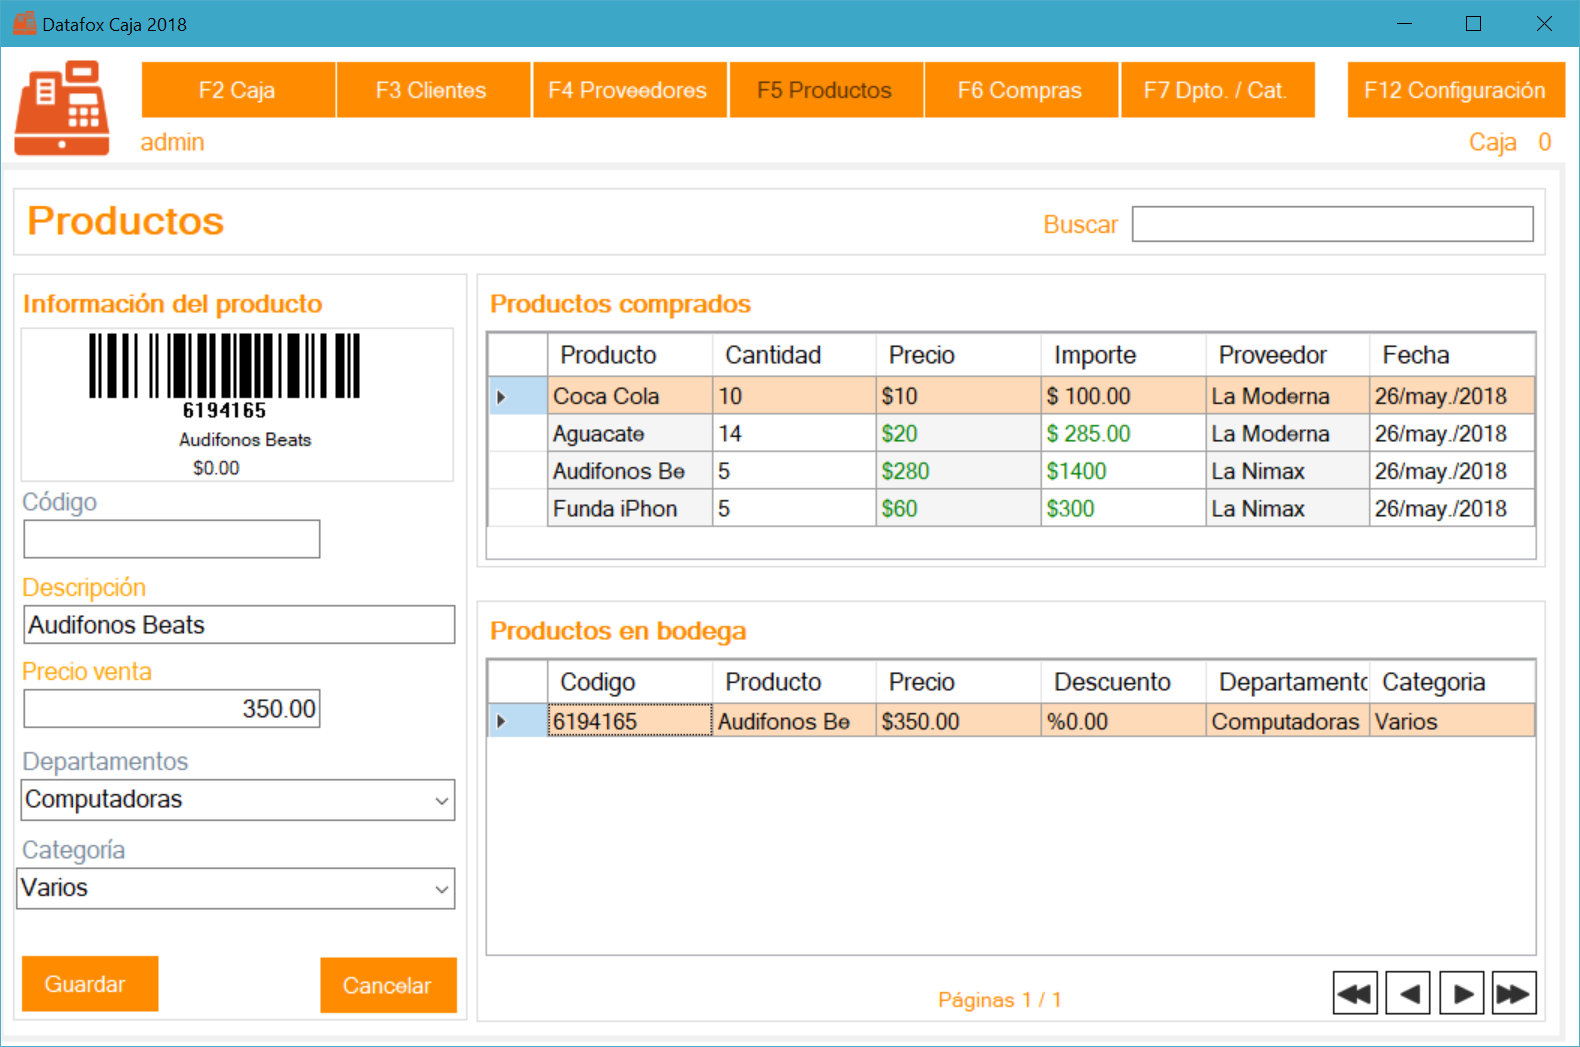 Datafox Caja 2018
F2 Caja F3 Clientes F4 Proveedores F5 Productos F6 Compras F7 Dpto. / Cat. F12 Configuración
admin Caja 0
Productos Buscar
Información del producto
6194165
Audifonos Beats
$0.00
Código
Descripción
Audifonos Beats
Precio venta
350.00
Departamentos
Computadoras
Categoría
Varios
Guardar Cancelar
Productos comprados
Producto Cantidad Precio Importe Proveedor Fecha
Coca Cola 10 $10 $ 100.00 La Moderna 26/may./2018
Aguacate 14 $20 $ 285.00 La Moderna 26/may./2018
Audifonos Be 5 $280 $1400 La Nimax 26/may./2018
Funda iPhon 5 $60 $300 La Nimax 26/may./2018
Productos en bodega
Codigo Producto Precio Descuento Departamento Categoria
6194165 Audifonos Be $350.00 %0.00 Computadoras Varios
Páginas 1 / 1